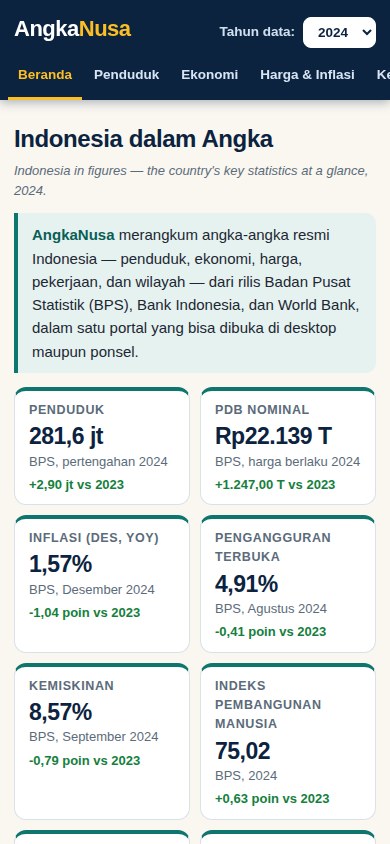 AngkaNusa
Tahun data: 2024
Beranda Penduduk Ekonomi Harga & Inflasi
Indonesia dalam Angka
Indonesia in figures — the country's key statistics at a glance,
2024.
AngkaNusa merangkum angka-angka resmi
Indonesia — penduduk, ekonomi, harga,
pekerjaan, dan wilayah — dari rilis Badan Pusat
Statistik (BPS), Bank Indonesia, dan World Bank,
dalam satu portal yang bisa dibuka di desktop
maupun ponsel.
PENDUDUK
281,6 jt
BPS, pertengahan 2024
+2,90 jt vs 2023
PDB NOMINAL
Rp22.139 T
BPS, harga berlaku 2024
+1.247,00 T vs 2023
INFLASI (DES, YOY)
1,57%
BPS, Desember 2024
-1,04 poin vs 2023
PENGANGGURAN
TERBUKA
4,91%
BPS, Agustus 2024
-0,41 poin vs 2023
KEMISKINAN
8,57%
BPS, September 2024
-0,79 poin vs 2023
INDEKS
PEMBANGUNAN
MANUSIA
75,02
BPS, 2024
+0,63 poin vs 2023